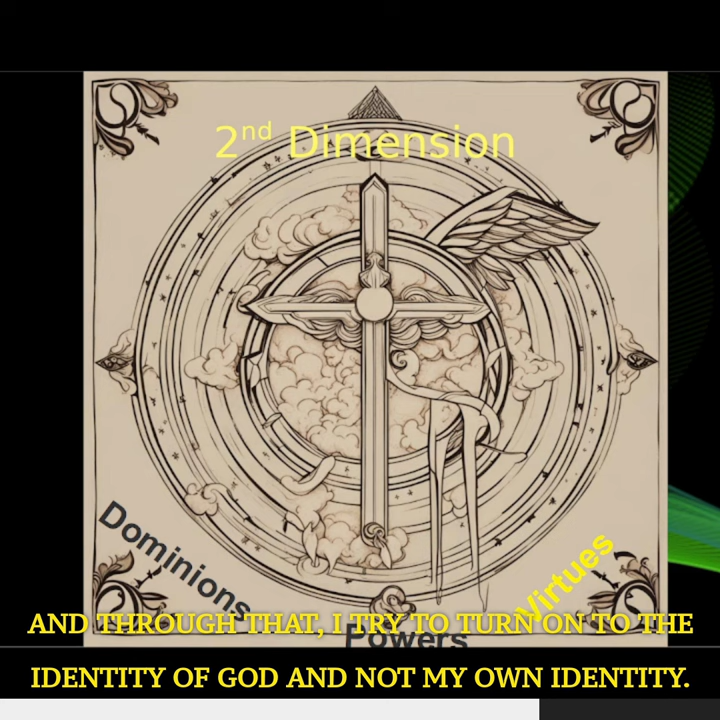 2nd Dimension
Dominions
Virtues
Powers
AND THROUGH THAT, I TRY TO TURN ON TO THE
IDENTITY OF GOD AND NOT MY OWN IDENTITY.